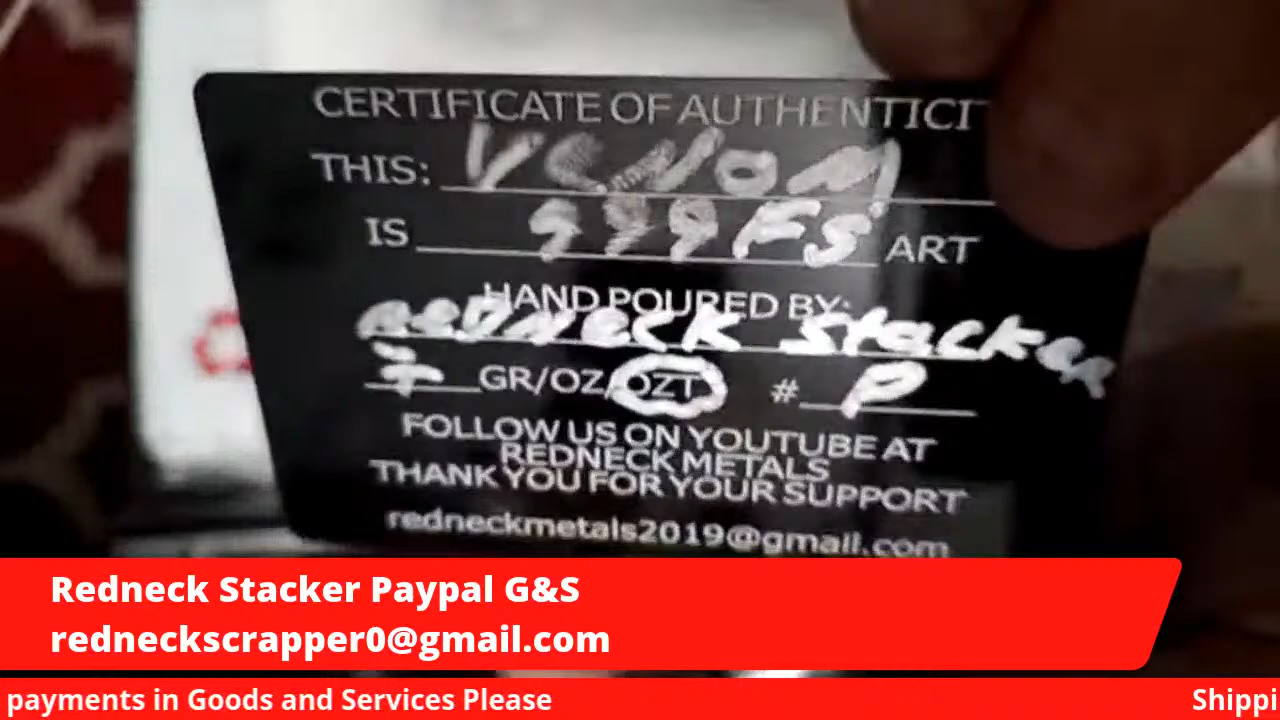 CERTIFICATE OF AUTHENTICI
THIS: VENOM
IS 999FS ART
HAND POURED BY:
REDNECK Stacker
7 GR/OZ/OZT # P
FOLLOW US ON YOUTUBE AT
REDNECK METALS
THANK YOU FOR YOUR SUPPORT
redneckmetals2019@gmail.com
Redneck Stacker Paypal G&S
redneckscrapper0@gmail.com
payments in Goods and Services Please
Shippi